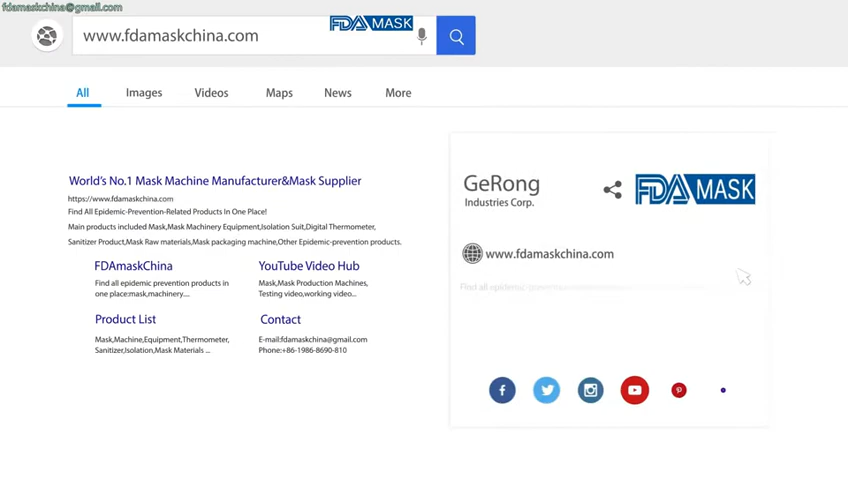 fdamaskchina@gmail.com
www.fdamaskchina.com
FDA MASK
All Images Videos Maps News More
World's No.1 Mask Machine Manufacturer&Mask Supplier
https://www.fdamaskchina.com
Find All Epidemic-Prevention-Related Products In One Place!
Main products included Mask,Mask Machinery Equipment,Isolation Suit,Digital Thermometer,
Sanitizer Product,Mask Raw materials,Mask packaging machine,Other Epidemic-prevention products.
FDAmaskChina
Find all epidemic prevention products in
one place:mask,machinery....
YouTube Video Hub
Mask,Mask Production Machines,
Testing video,working video...
Product List
Mask,Machine,Equipment,Thermometer,
Sanitizer,Isolation,Mask Materials ...
Contact
E-mail:fdamaskchina@gmail.com
Phone:+86-1986-8690-810
GeRong
Industries Corp.
FDA MASK
www.fdamaskchina.com
Find all epidemic